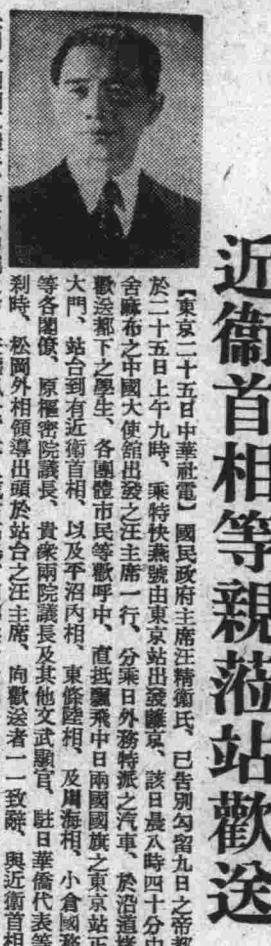 近衞首相等親蒞站歡送
【東京二十五日中華社電】國民政府主席汪精衛氏、已告別勾留九日之帝
於二十五日上午九時、乘特快燕號由東京站出發離京、該日晨八時四十分由
舍麻布之中國大使館出發之汪主席一行、分乘日外務特派之汽車、於沿道
歡送都下之學生、各團體市民等歡呼中、直抵飄飛中日兩國國旗之東京站正
大門、站台到有近衞首相、以及平沼內相、東條陸相、及川海相、小倉國務
等各閣僚、原樞密院議長、貴衆兩院議長及其他文武顯官、駐日華僑代表等
刹時、松岡外相領導出頭於站台之汪主席、向歡送者一一致辭、與近衞首相